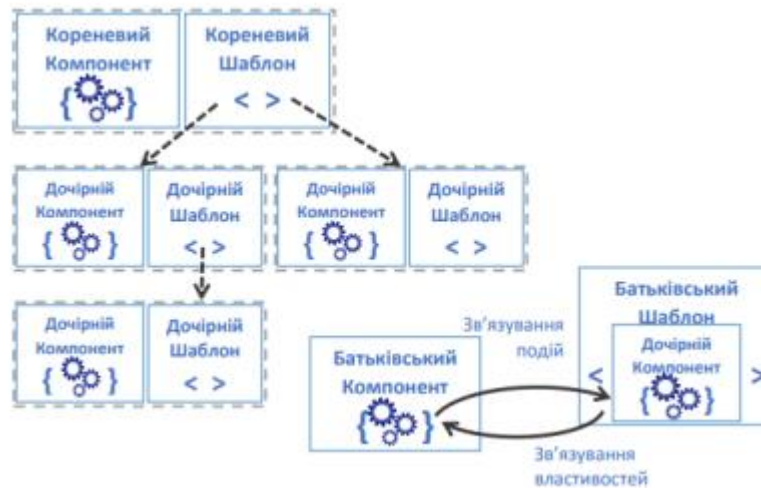 Кореневий
Компонент
{ }
Кореневий
Шаблон
< >
Дочірній
Компонент
{ }
Дочірній
Шаблон
< >
Дочірній
Компонент
{ }
Дочірній
Шаблон
< >
Дочірній
Компонент
{ }
Дочірній
Шаблон
< >
Батьківський
Компонент
{ }
Зв'язування
подій
Батьківський
Шаблон
< >
Дочірній
Компонент
{ }
Зв'язування
властивостей